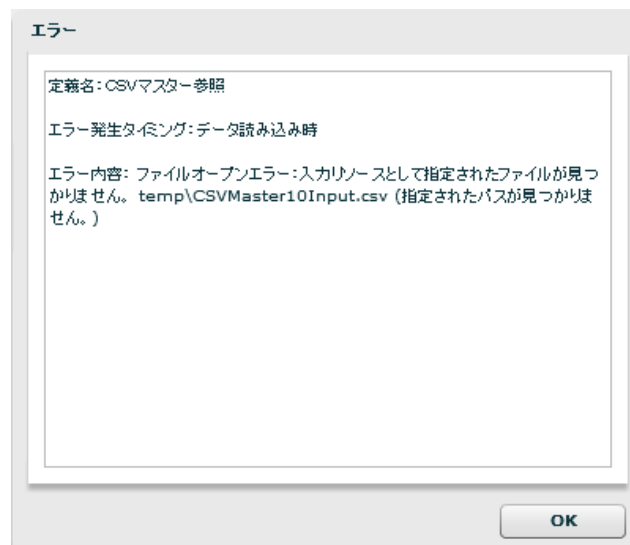 エラー
定義名:CSVマスター参照
エラー発生タイミング:データ読み込み時
エラー内容: ファイルオープンエラー:入力リソースとして指定されたファイルが見つ
かりません。 temp\CSVMaster10Input.csv (指定されたパスが見つかりま
せん。)
OK